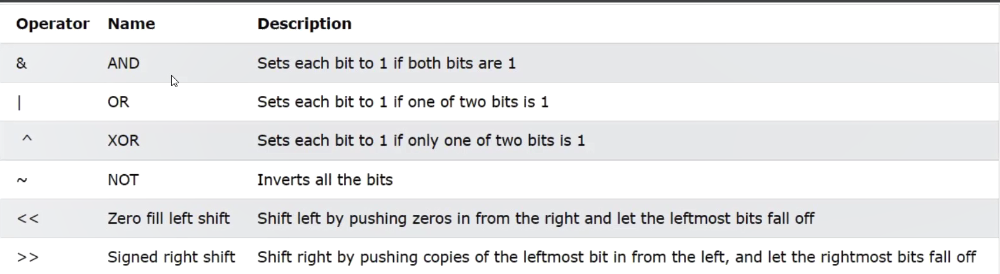 Operator Name Description
& AND Sets each bit to 1 if both bits are 1
| OR Sets each bit to 1 if one of two bits is 1
^ XOR Sets each bit to 1 if only one of two bits is 1
~ NOT Inverts all the bits
<< Zero fill left shift Shift left by pushing zeros in from the right and let the leftmost bits fall off
>> Signed right shift Shift right by pushing copies of the leftmost bit in from the left, and let the rightmost bits fall off